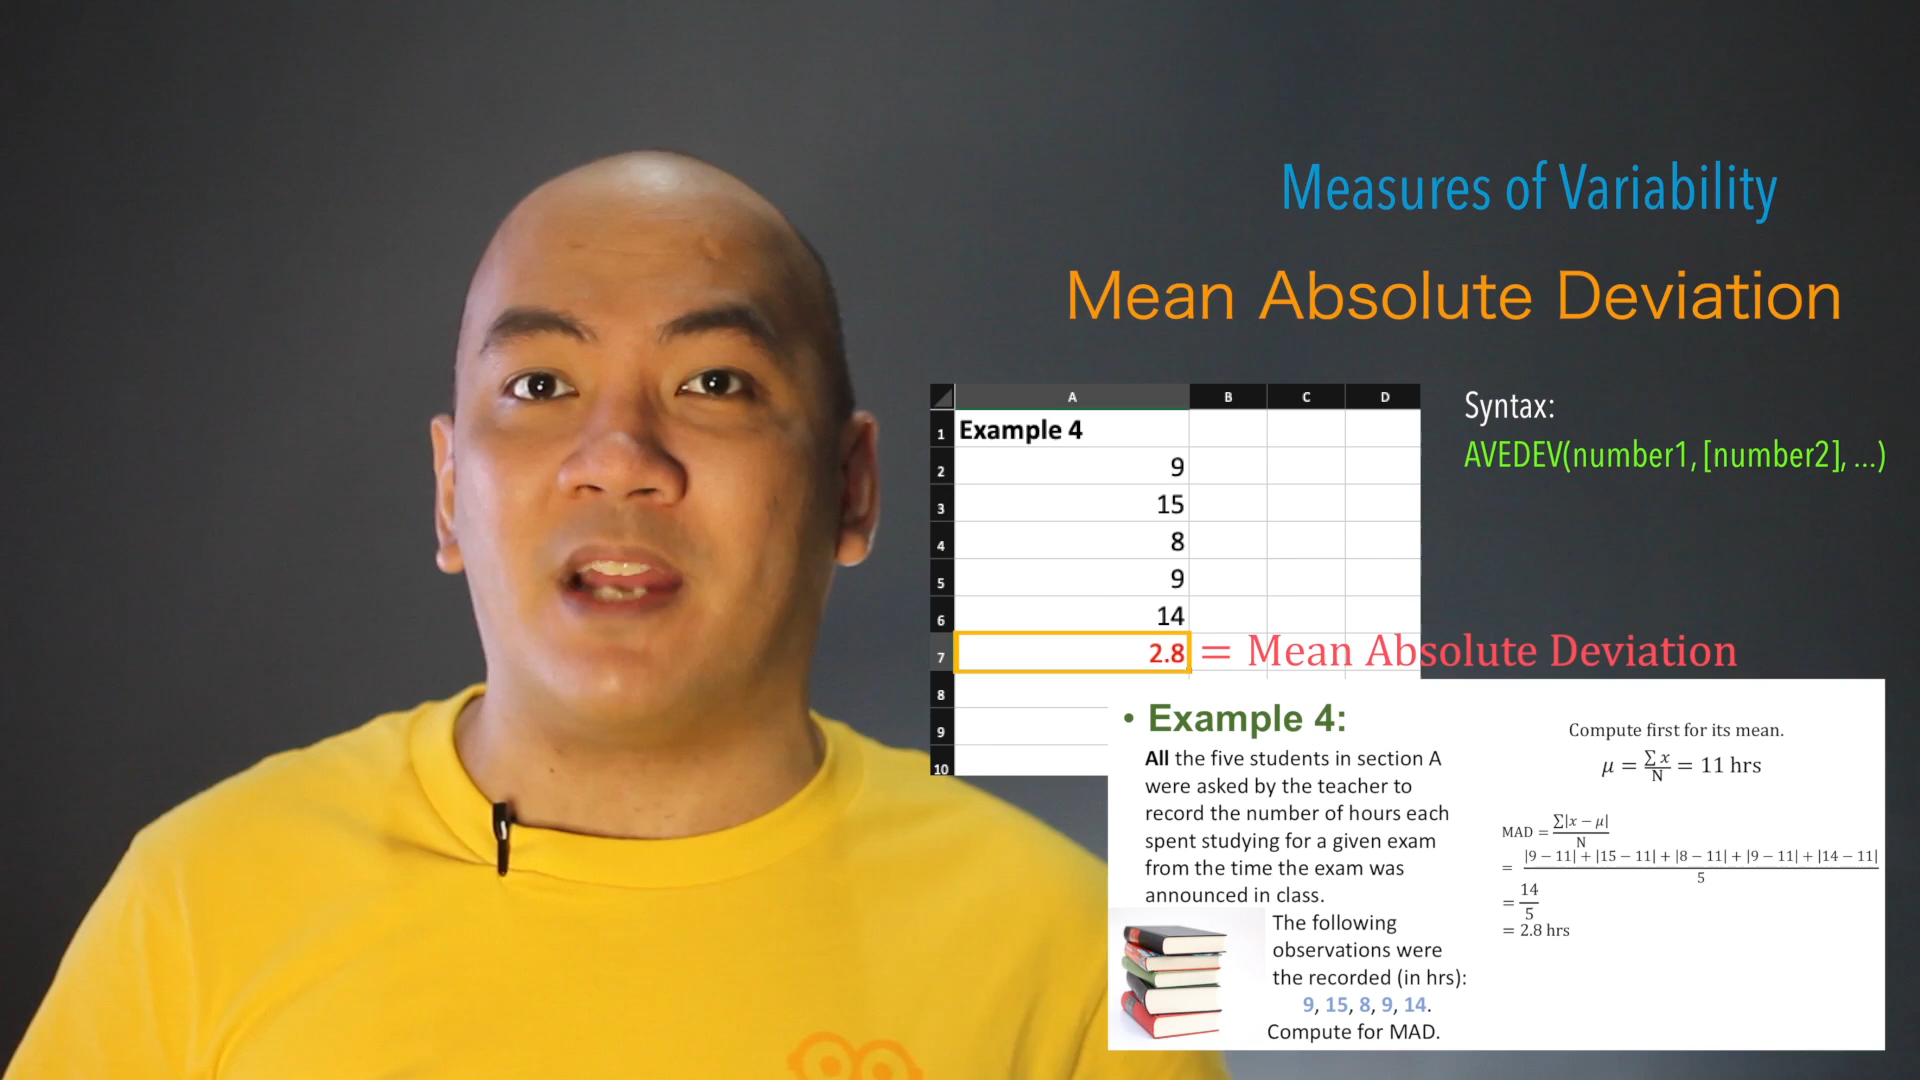 Measures of Variability
Mean Absolute Deviation
Syntax:
AVEDEV(number1, [number2], ...)
A B C D
1 Example 4
2 9
3 15
4 8
5 9
6 14
7 2.8 = Mean Absolute Deviation
8
9
10
• Example 4:
All the five students in section A
were asked by the teacher to
record the number of hours each
spent studying for a given exam
from the time the exam was
announced in class.
The following
observations were
the recorded (in hrs):
9, 15, 8, 9, 14.
Compute for MAD.
Compute first for its mean.
μ = ∑x/N = 11 hrs
MAD = ∑|x − μ|/N
= |9 − 11| + |15 − 11| + |8 − 11| + |9 − 11| + |14 − 11|/5
= 14/5
= 2.8 hrs